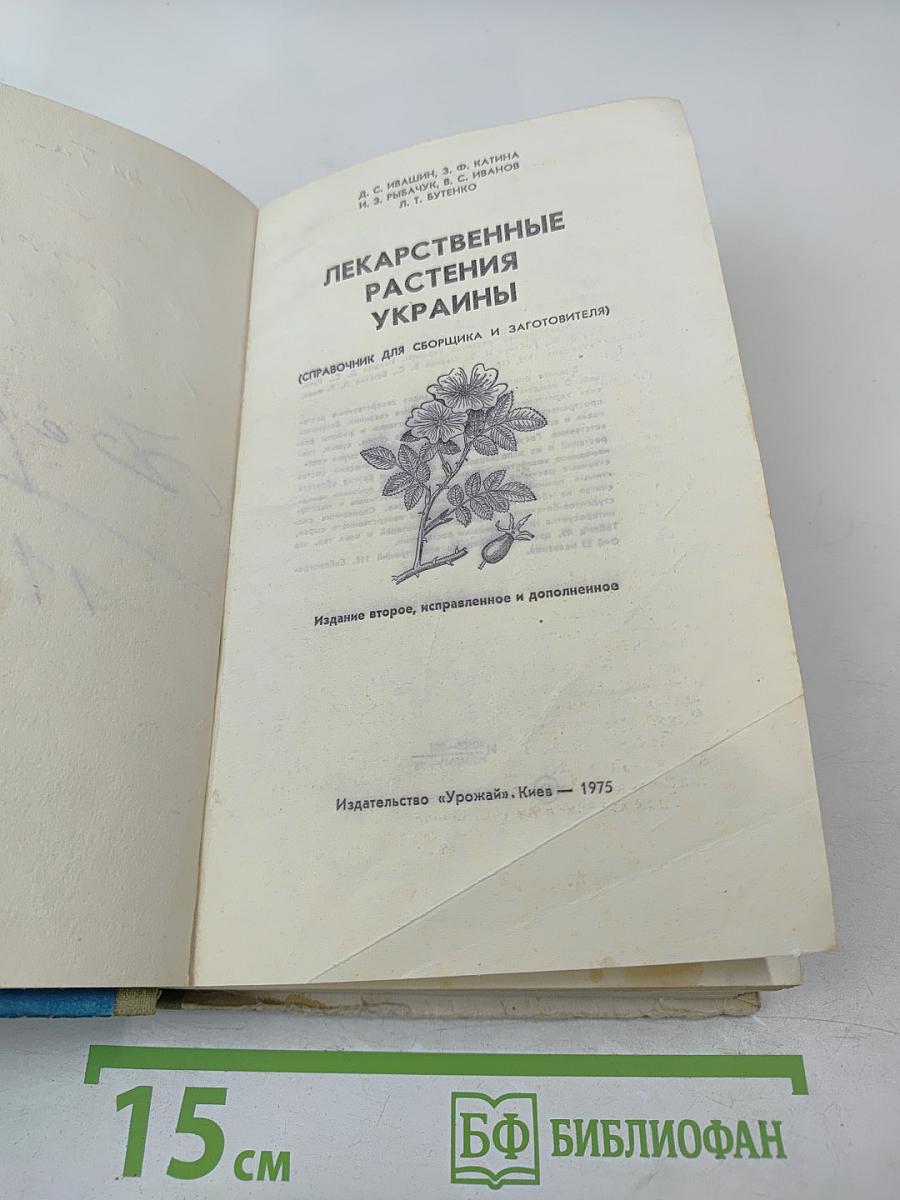 Д. С. ИВАШИН, З. Ф. КАТИНА
И. З. РЫБАЧУК, В. С. ИВАНОВ
Л. Т. БУТЕНКО
ЛЕКАРСТВЕННЫЕ
РАСТЕНИЯ
УКРАИНЫ
(СПРАВОЧНИК ДЛЯ СБОРЩИКА И ЗАГОТОВИТЕЛЯ)
Издание второе, исправленное и дополненное
Издательство «Урожай». Киев — 1975
15 см
БФ БИБЛИОФАН